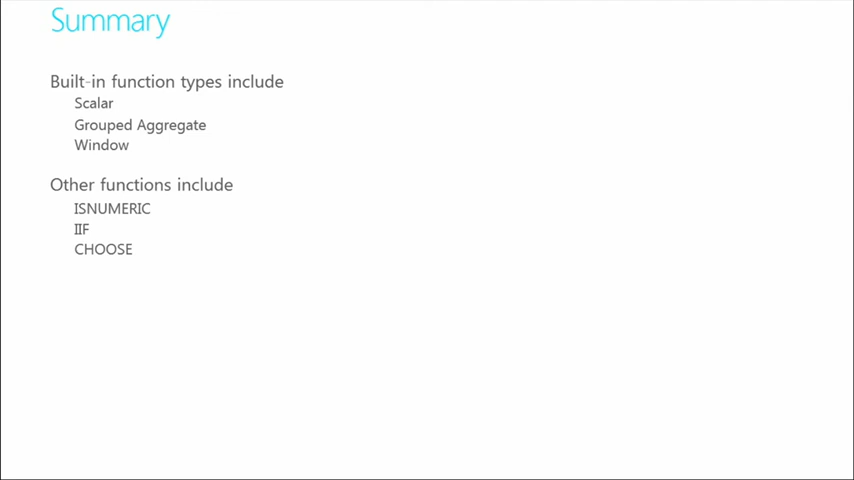 Summary
Built-in function types include
Scalar
Grouped Aggregate
Window
Other functions include
ISNUMERIC
IIF
CHOOSE